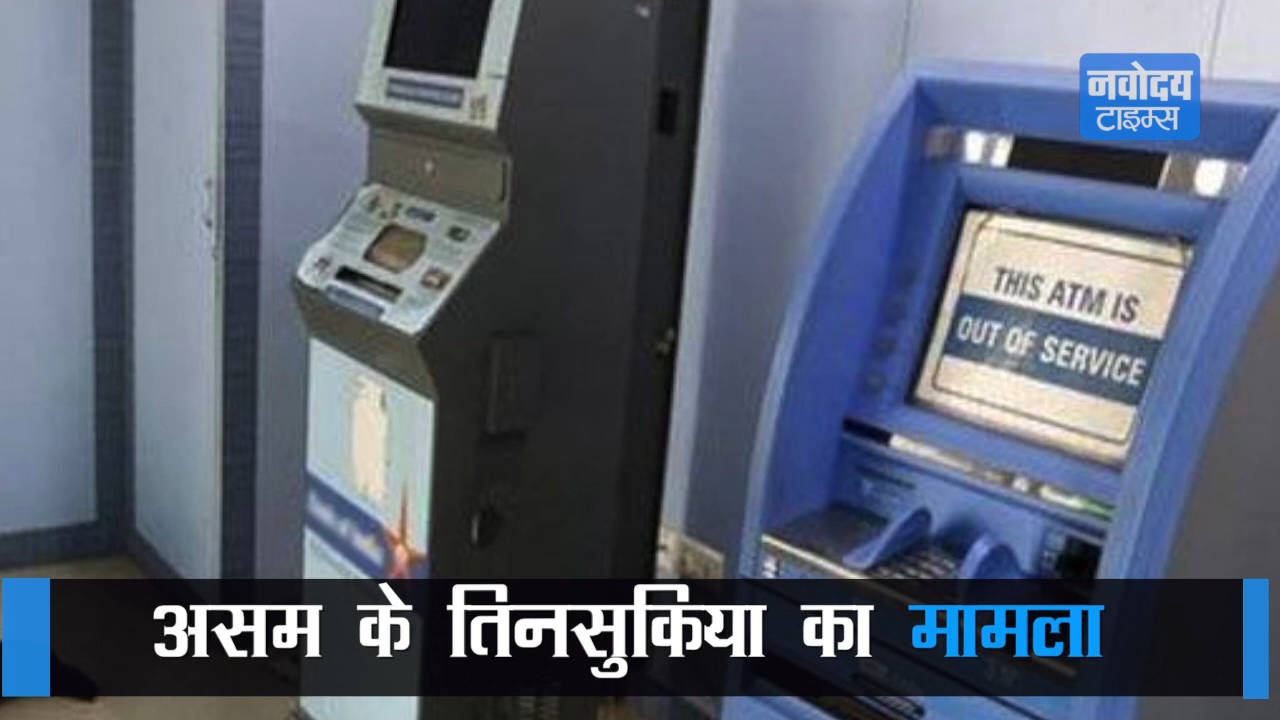 नवोदय
टाइम्स
THIS ATM IS
OUT OF SERVICE
असम के तिनसुकिया का मामला